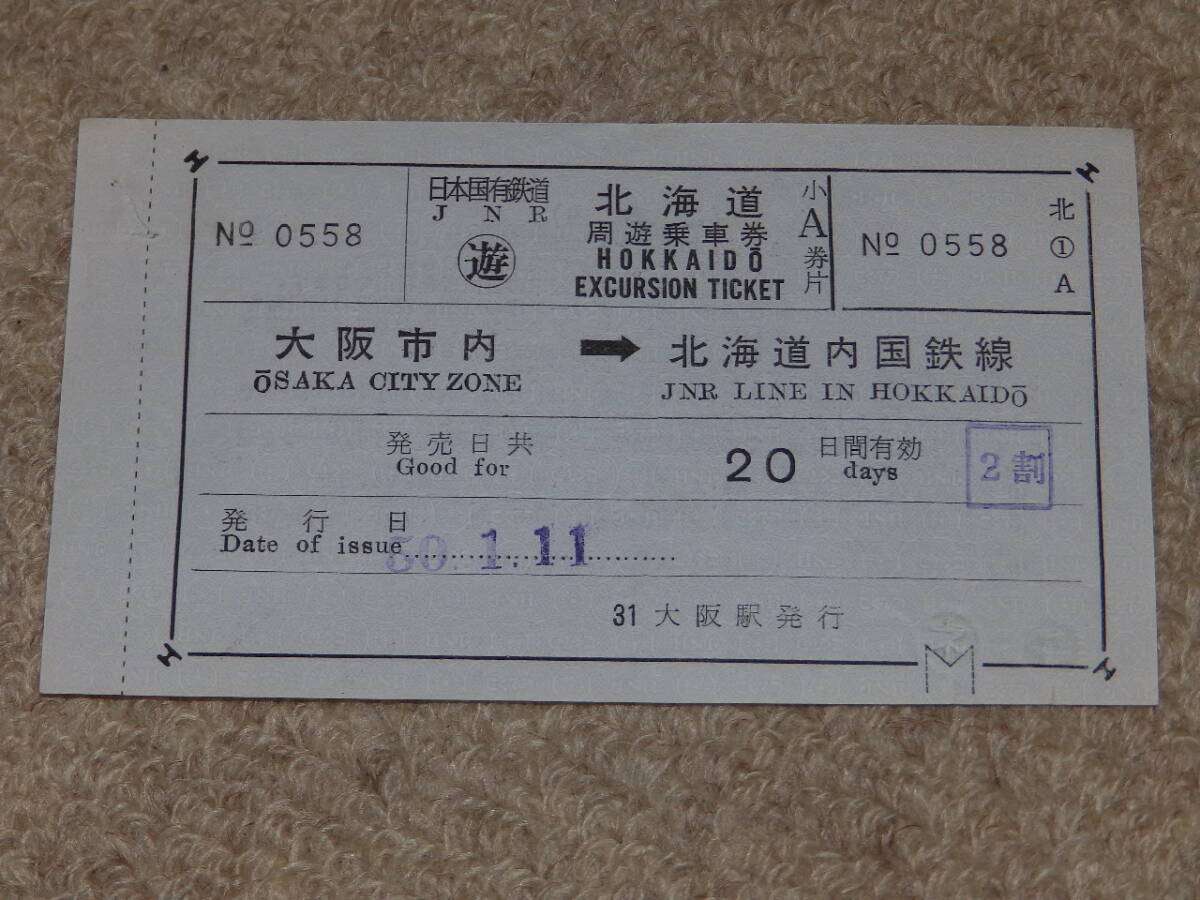 № 0558
日本国有鉄道
J N R
遊
北海道
周遊乗車券
HOKKAIDŌ
EXCURSION TICKET
小
A
券
片
№ 0558
北
①
A
大阪市内 ➡ 北海道内国鉄線
ŌSAKA CITY ZONE JNR LINE IN HOKKAIDŌ
発売日共 20 日間有効
Good for days
2割
発行日
Date of issue 50.1.11
31 大阪駅発行